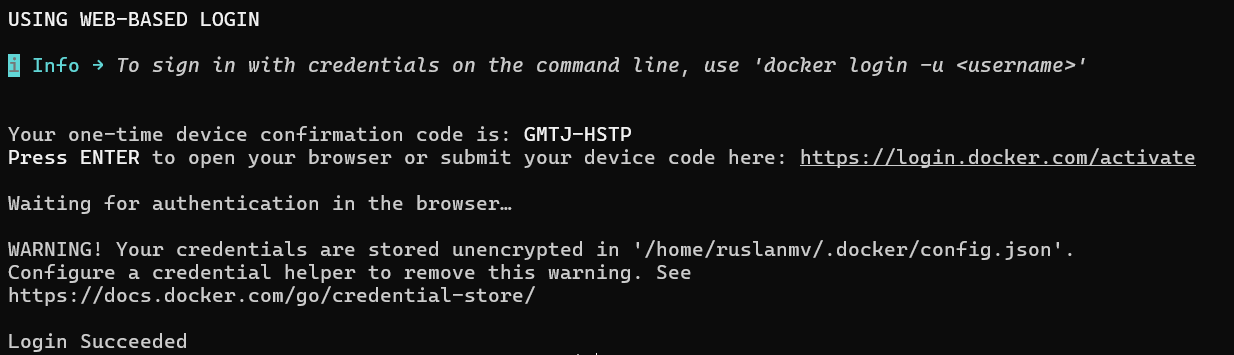 USING WEB-BASED LOGIN
i Info → To sign in with credentials on the command line, use 'docker login -u <username>'
Your one-time device confirmation code is: GMTJ-HSTP
Press ENTER to open your browser or submit your device code here: https://login.docker.com/activate
Waiting for authentication in the browser…
WARNING! Your credentials are stored unencrypted in '/home/ruslanmv/.docker/config.json'.
Configure a credential helper to remove this warning. See
https://docs.docker.com/go/credential-store/
Login Succeeded